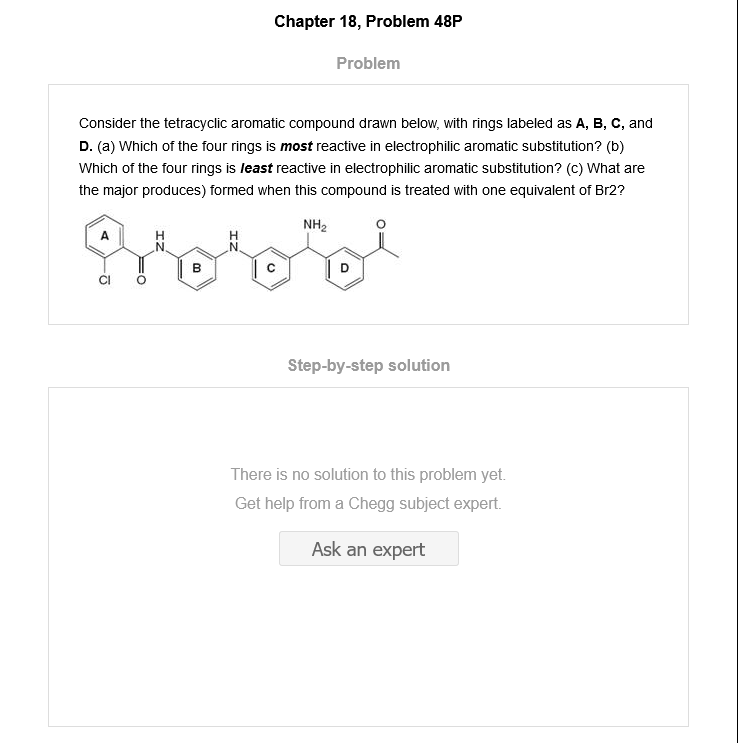 Chapter 18, Problem 48P
Problem
Consider the tetracyclic aromatic compound drawn below, with rings labeled as A, B, C, and
D. (a) Which of the four rings is most reactive in electrophilic aromatic substitution? (b)
Which of the four rings is least reactive in electrophilic aromatic substitution? (c) What are
the major produces) formed when this compound is treated with one equivalent of Br2?
NH2 O
A H H
N N
B C D
Cl O
Step-by-step solution
There is no solution to this problem yet.
Get help from a Chegg subject expert.
Ask an expert